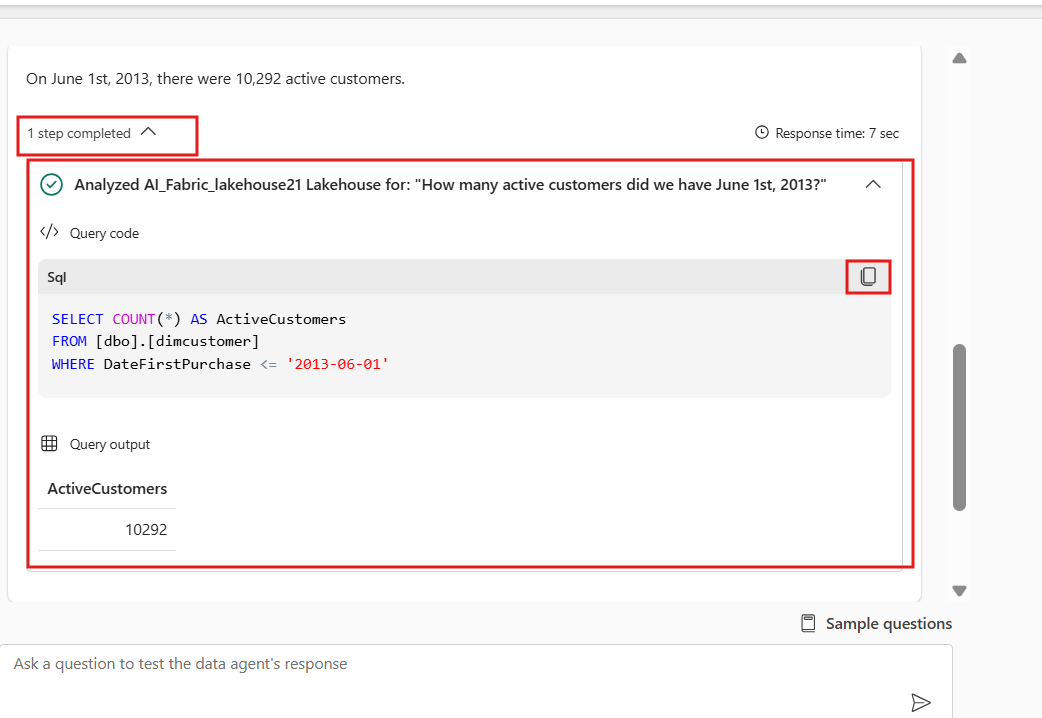 On June 1st, 2013, there were 10,292 active customers.
1 step completed
Response time: 7 sec
Analyzed AI_Fabric_lakehouse21 Lakehouse for: "How many active customers did we have June 1st, 2013?"
</> Query code
Sql
SELECT COUNT(*) AS ActiveCustomers
FROM [dbo].[dimcustomer]
WHERE DateFirstPurchase <= '2013-06-01'
Query output
ActiveCustomers
10292
Sample questions
Ask a question to test the data agent's response